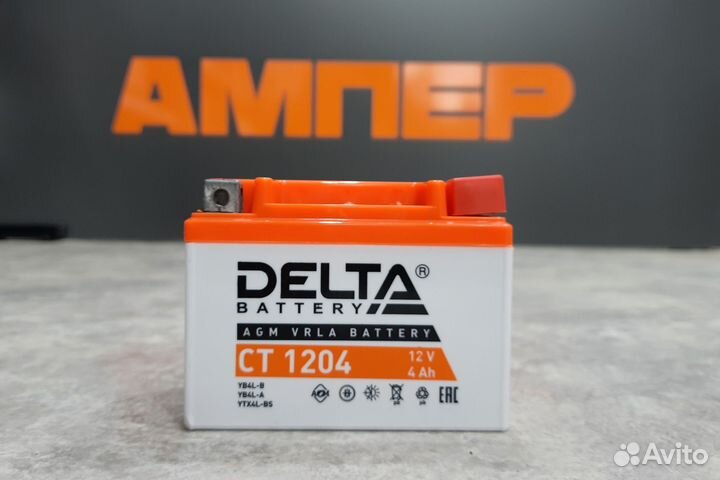 АМПЕР
DELTA®
BATTERY
AGM VRLA BATTERY
CT 1204
12 V
4 Ah
YB4L-B
YB4L-A
YTX4L-BS
EAC
Avito